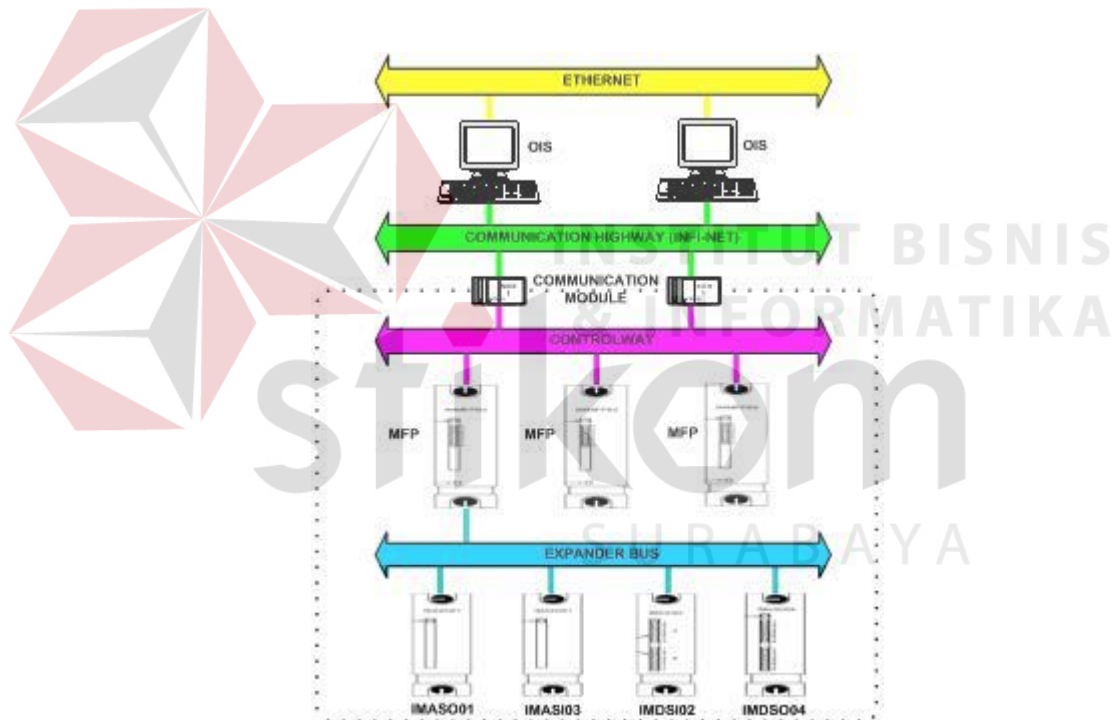 ETHERNET
OIS
OIS
COMMUNICATION HIGHWAY (INFI-NET)
INSTITUT BISNIS
COMMUNICATION
MODULE
& INFORMATIKA
CONTROLWAY
stikom
MFP
MFP
MFP
SURABAYA
EXPANDER BUS
IMASO01
IMASI03
IMDSI02
IMDSO04